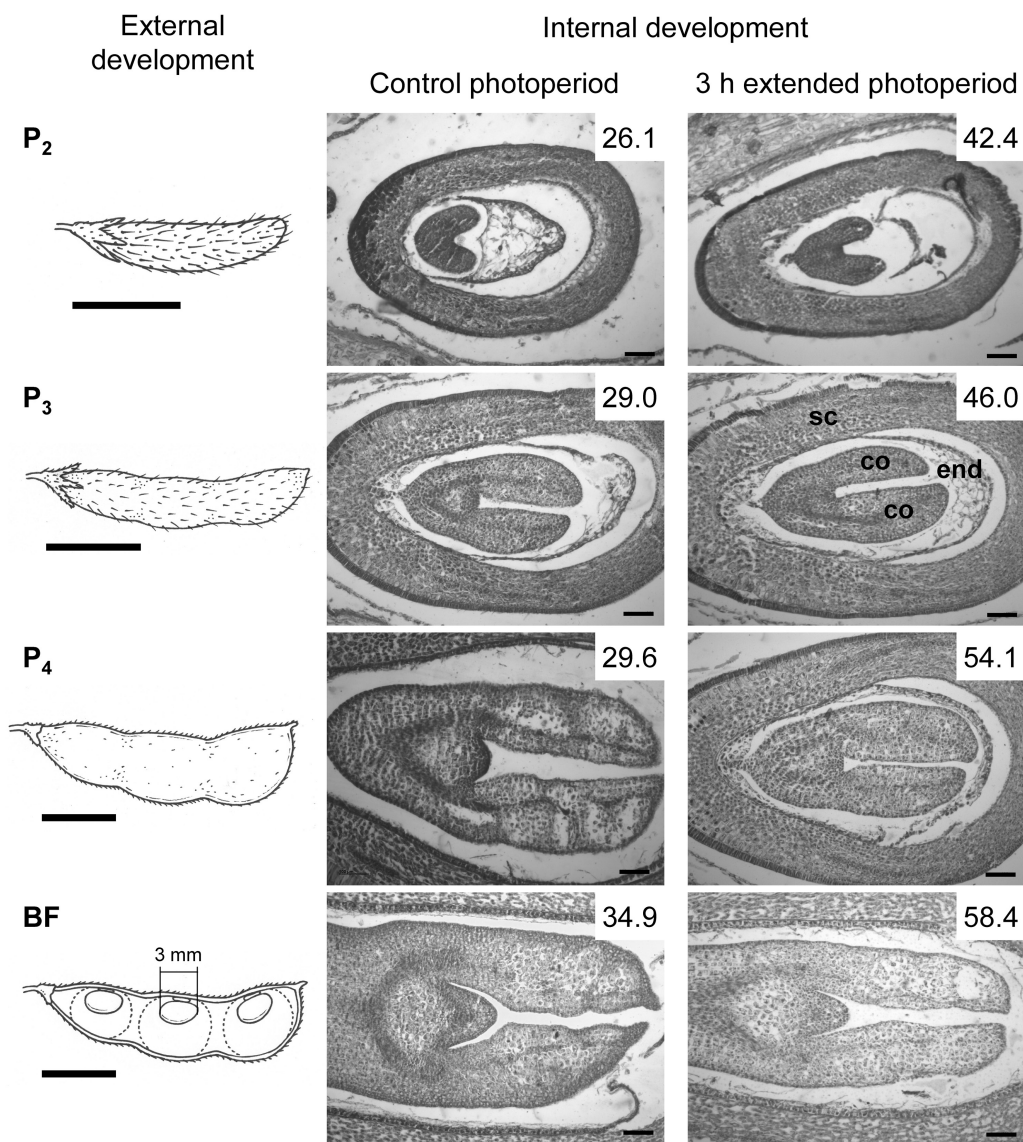 External
development
Internal development
Control photoperiod
3 h extended photoperiod
P2
26.1
42.4
P3
29.0
46.0
sc
co
end
co
P4
29.6
54.1
BF
34.9
58.4
3 mm